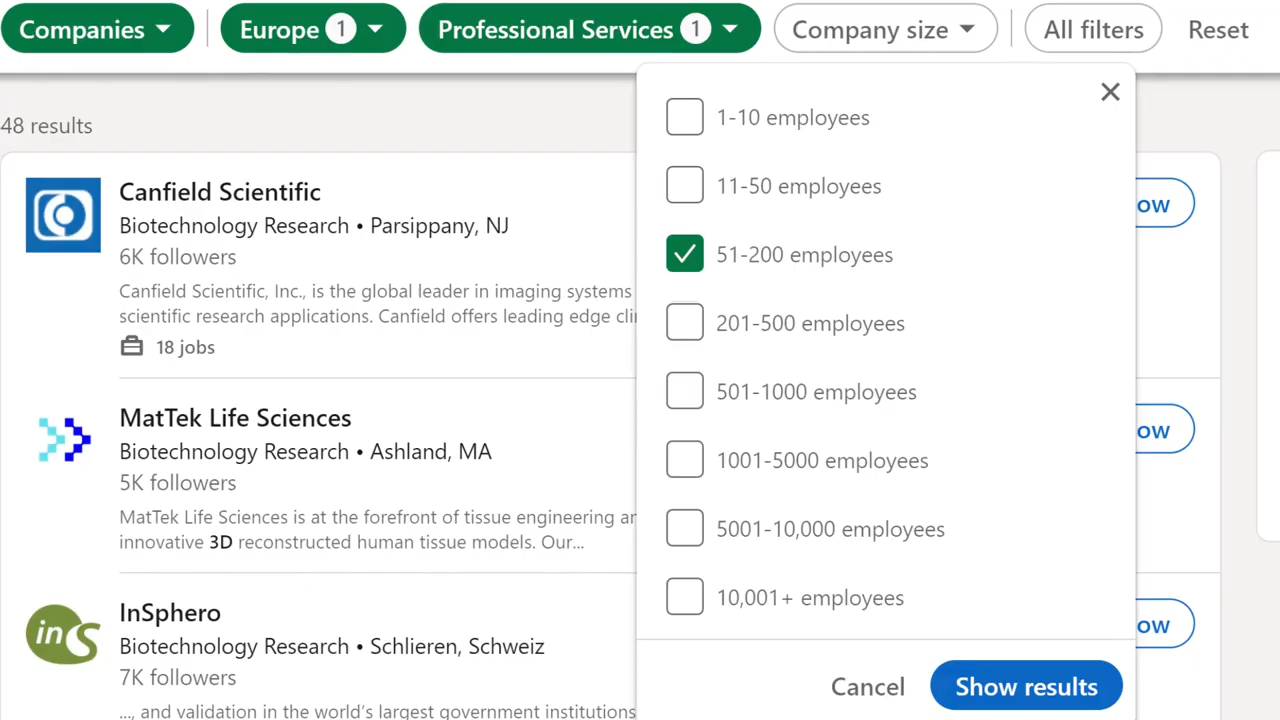 Companies
Europe 1
Professional Services 1
Company size
All filters
Reset
48 results
Canfield Scientific
Biotechnology Research • Parsippany, NJ
6K followers
Canfield Scientific, Inc., is the global leader in imaging systems
scientific research applications. Canfield offers leading edge
18 jobs
MatTek Life Sciences
Biotechnology Research • Ashland, MA
5K followers
MatTek Life Sciences is at the forefront of tissue engineering
innovative 3D reconstructed human tissue models. Our...
inS
InSphero
Biotechnology Research • Schlieren, Schweiz
7K followers
..., and validation in the world's largest government institutions
1-10 employees
11-50 employees
51-200 employees
201-500 employees
501-1000 employees
1001-5000 employees
5001-10,000 employees
10,001+ employees
Cancel
Show results
ow
ow
ow